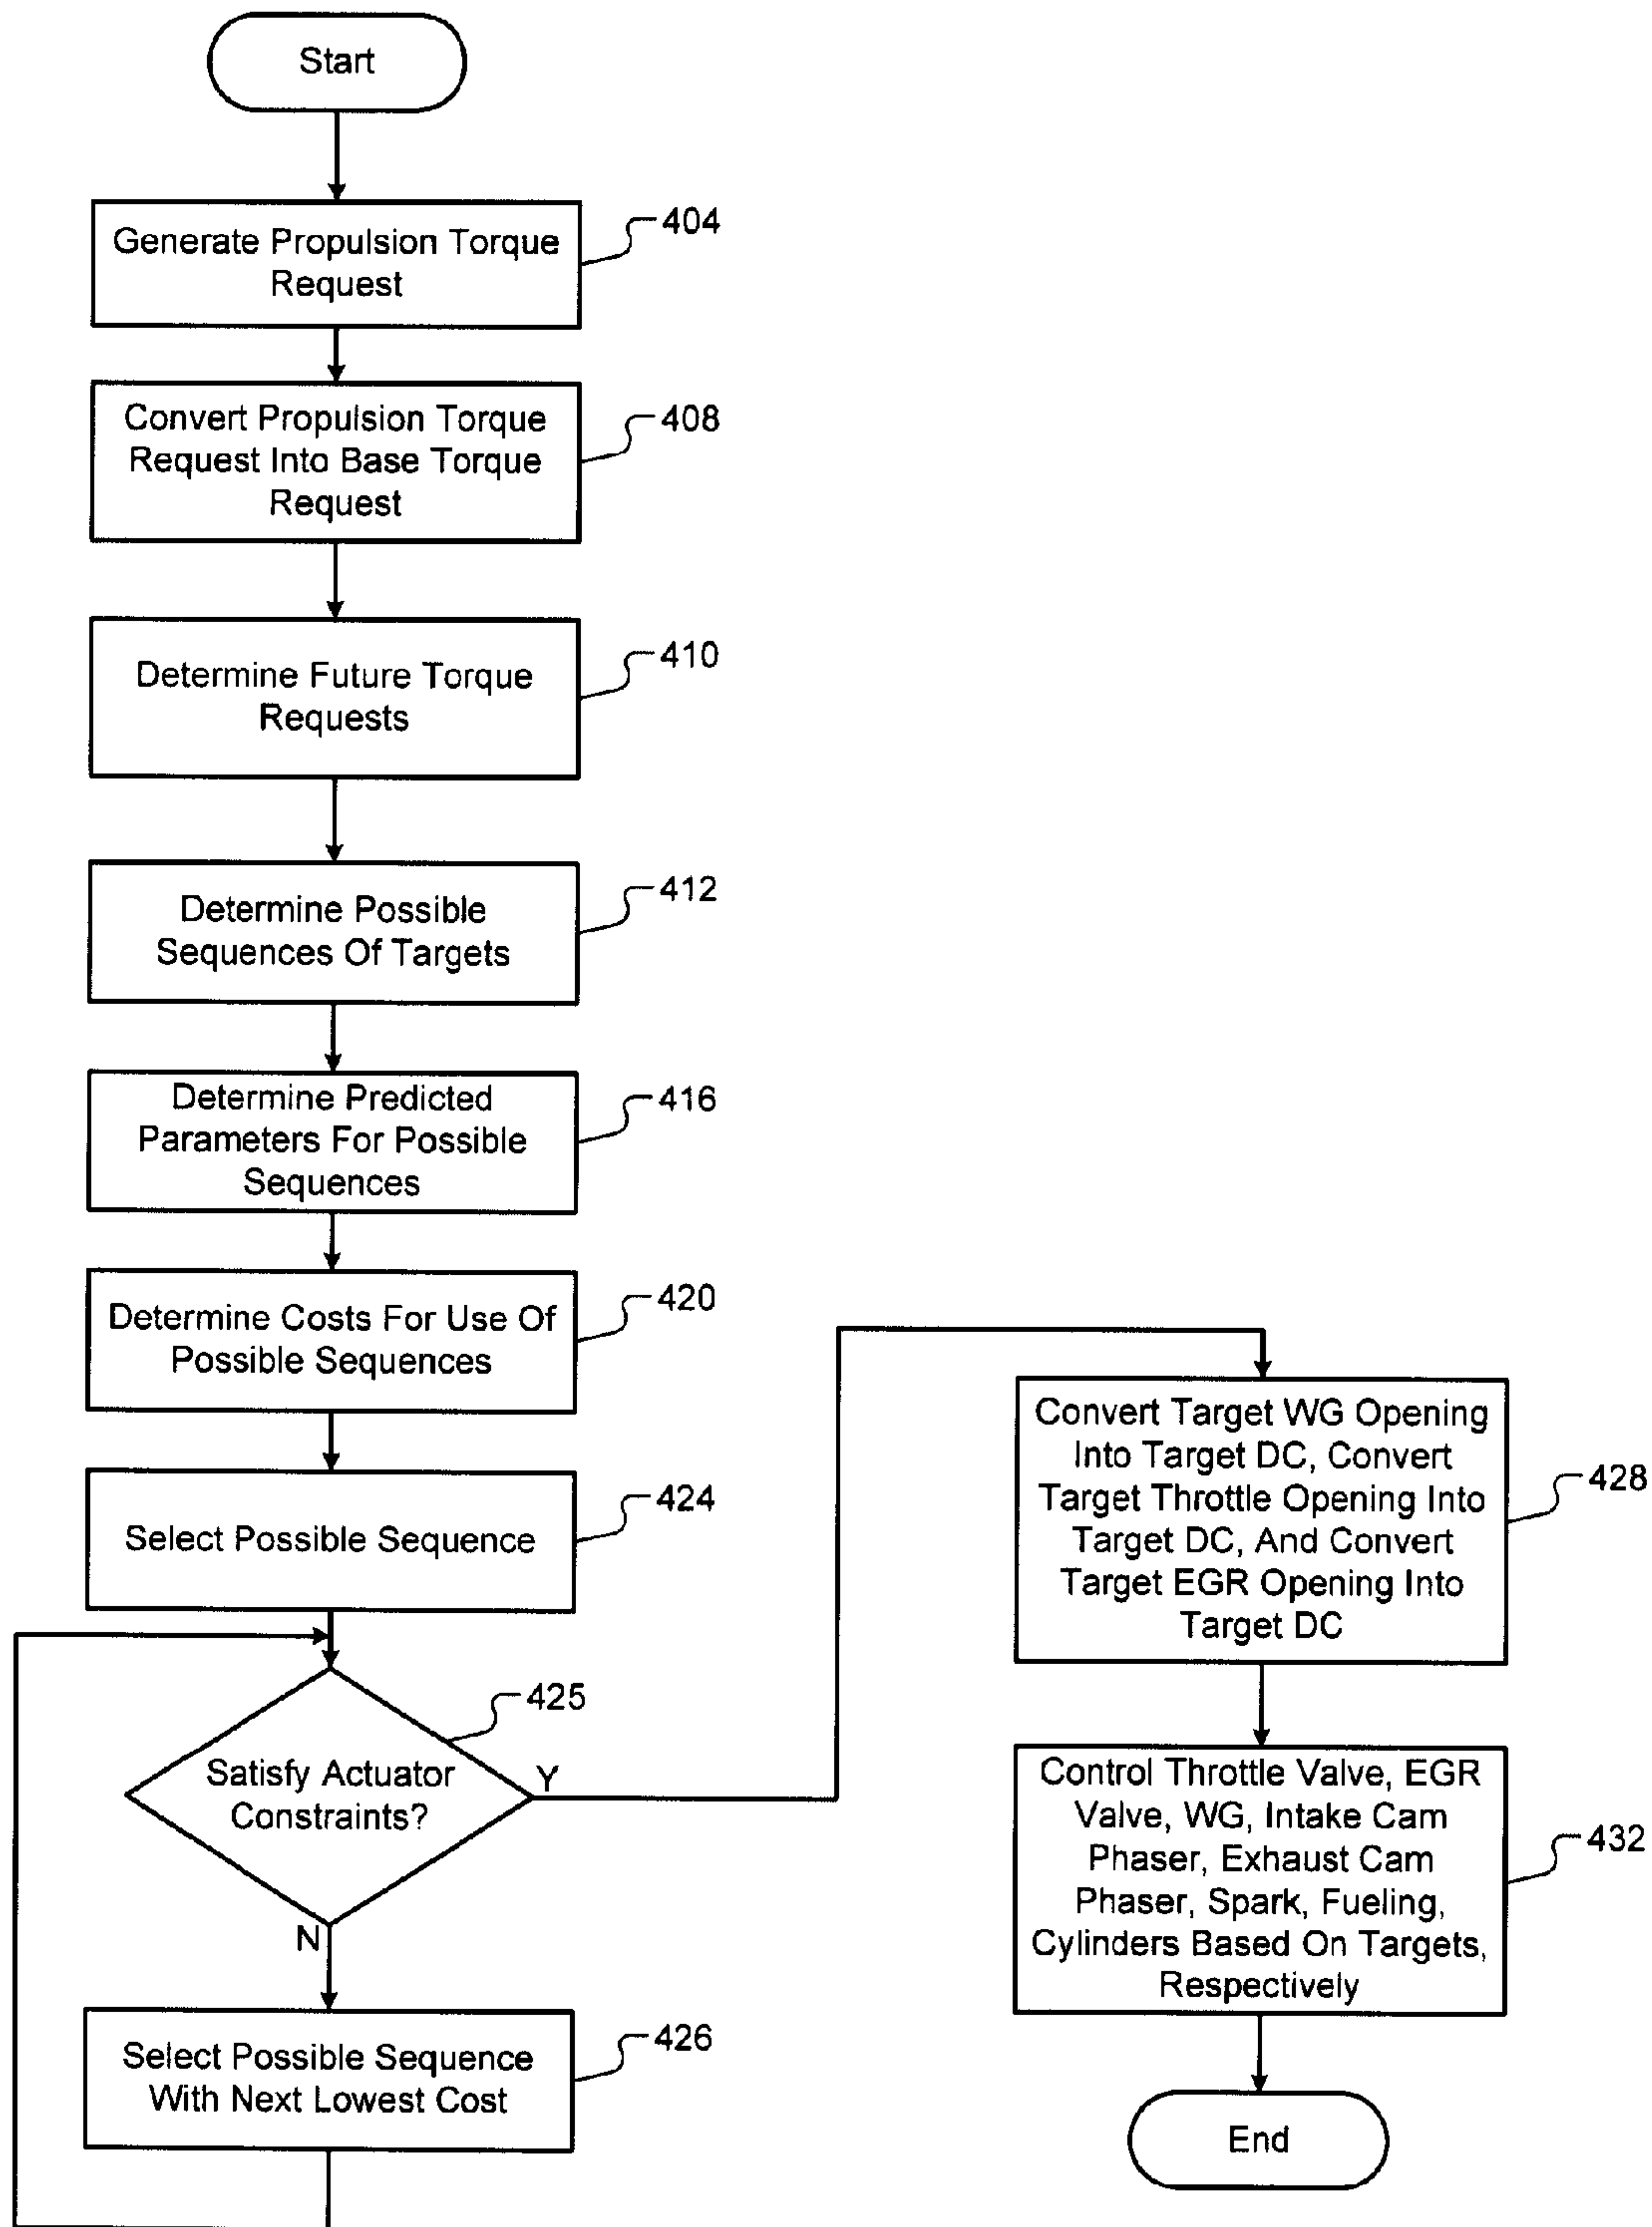 Start
Generate Propulsion Torque
Request
404
Convert Propulsion Torque
Request Into Base Torque
Request
408
Determine Future Torque
Requests
410
Determine Possible
Sequences Of Targets
412
Determine Predicted
Parameters For Possible
Sequences
416
Determine Costs For Use Of
Possible Sequences
420
Select Possible Sequence
424
Satisfy Actuator
Constraints?
425
Y
N
Select Possible Sequence
With Next Lowest Cost
426
Convert Target WG Opening
Into Target DC, Convert
Target Throttle Opening Into
Target DC, And Convert
Target EGR Opening Into
Target DC
428
Control Throttle Valve, EGR
Valve, WG, Intake Cam
Phaser, Exhaust Cam
Phaser, Spark, Fueling,
Cylinders Based On Targets,
Respectively
432
End